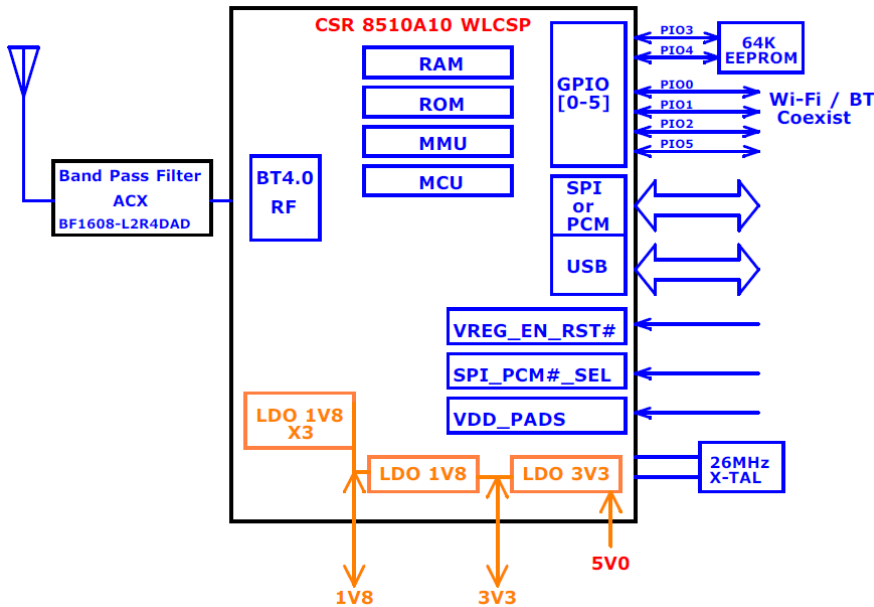 CSR 8510A10 WLCSP
RAM
ROM
MMU
MCU
GPIO
[0-5]
PIO3
PIO4
64K
EEPROM
PIO0
PIO1
PIO2
PIO5
Wi-Fi / BT
Coexist
Band Pass Filter
ACX
BF1608-L2R4DAD
BT4.0
RF
SPI
or
PCM
USB
VREG_EN_RST#
SPI_PCM#_SEL
VDD_PADS
LDO 1V8
X3
LDO 1V8
LDO 3V3
26MHz
X-TAL
5V0
1V8
3V3